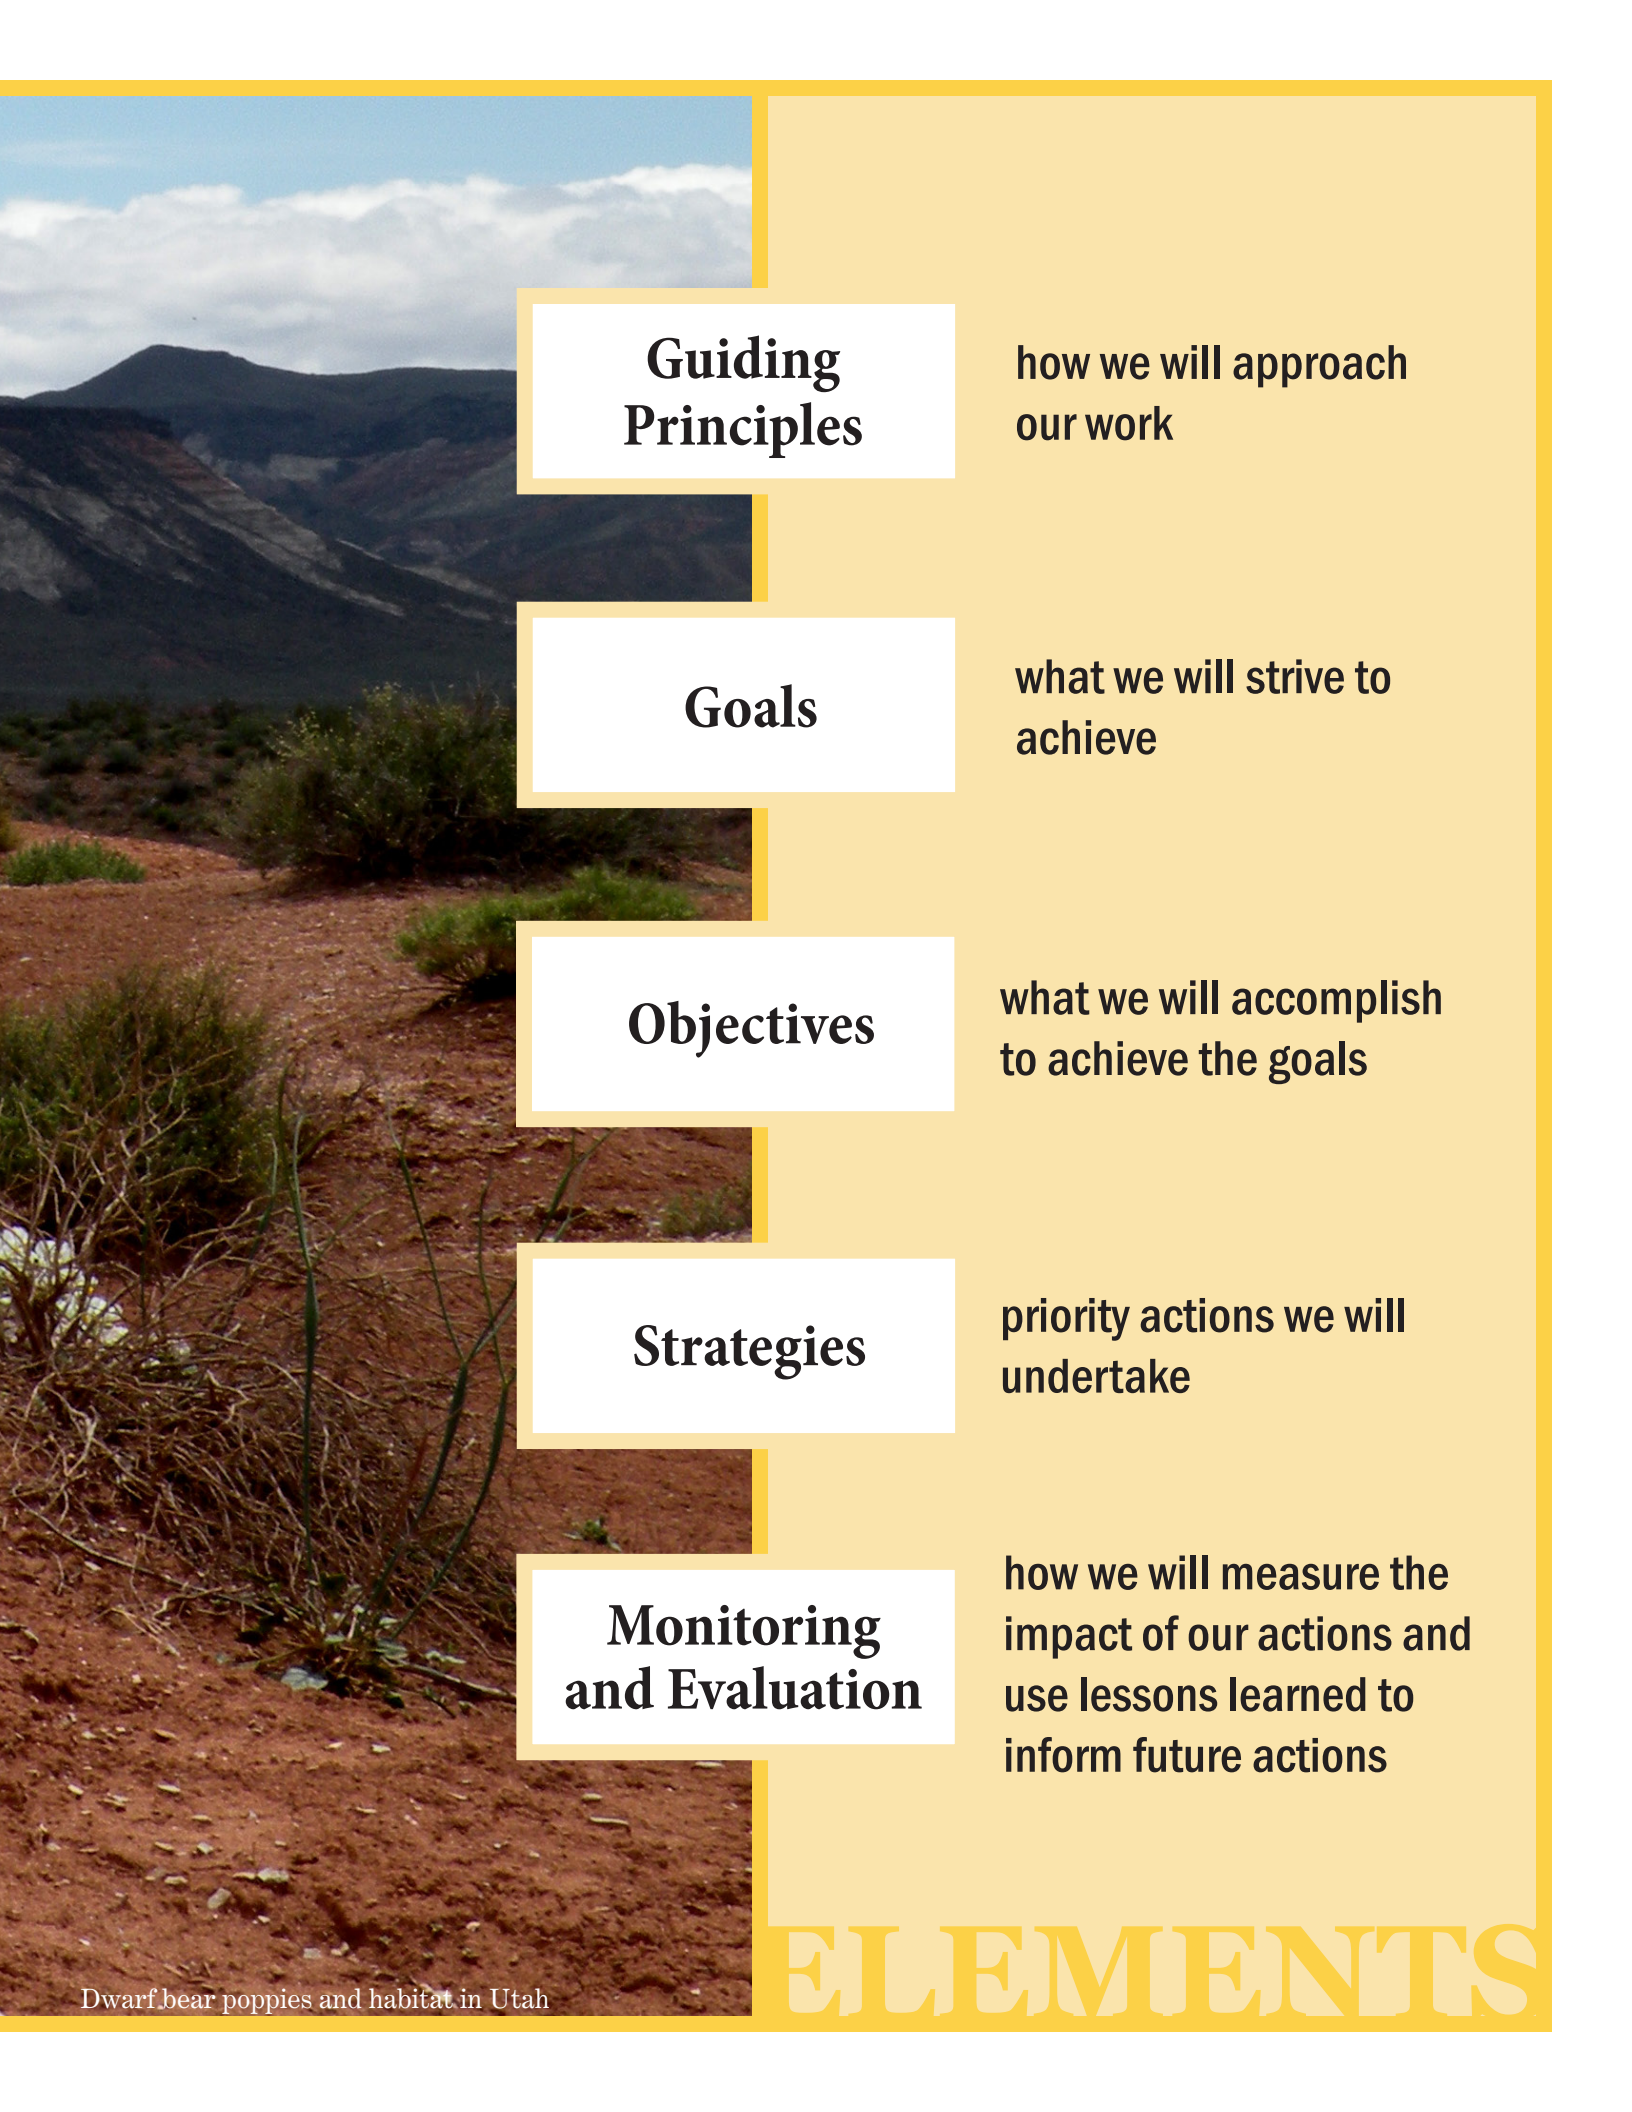 Guiding
Principles
how we will approach
our work
Goals
what we will strive to
achieve
Objectives
what we will accomplish
to achieve the goals
Strategies
priority actions we will
undertake
Monitoring
and Evaluation
how we will measure the
impact of our actions and
use lessons learned to
inform future actions
ELEMENTS
Dwarf bear poppies and habitat in Utah